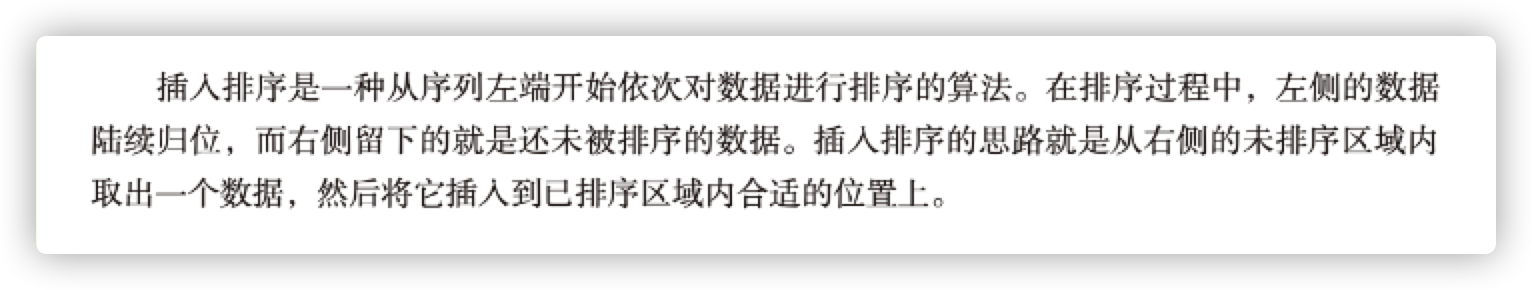 插入排序是一种从序列左端开始依次对数据进行排序的算法。在排序过程中，左侧的数据
陆续归位，而右侧留下的就是还未被排序的数据。插入排序的思路就是从右侧的未排序区域内
取出一个数据，然后将它插入到已排序区域内合适的位置上。